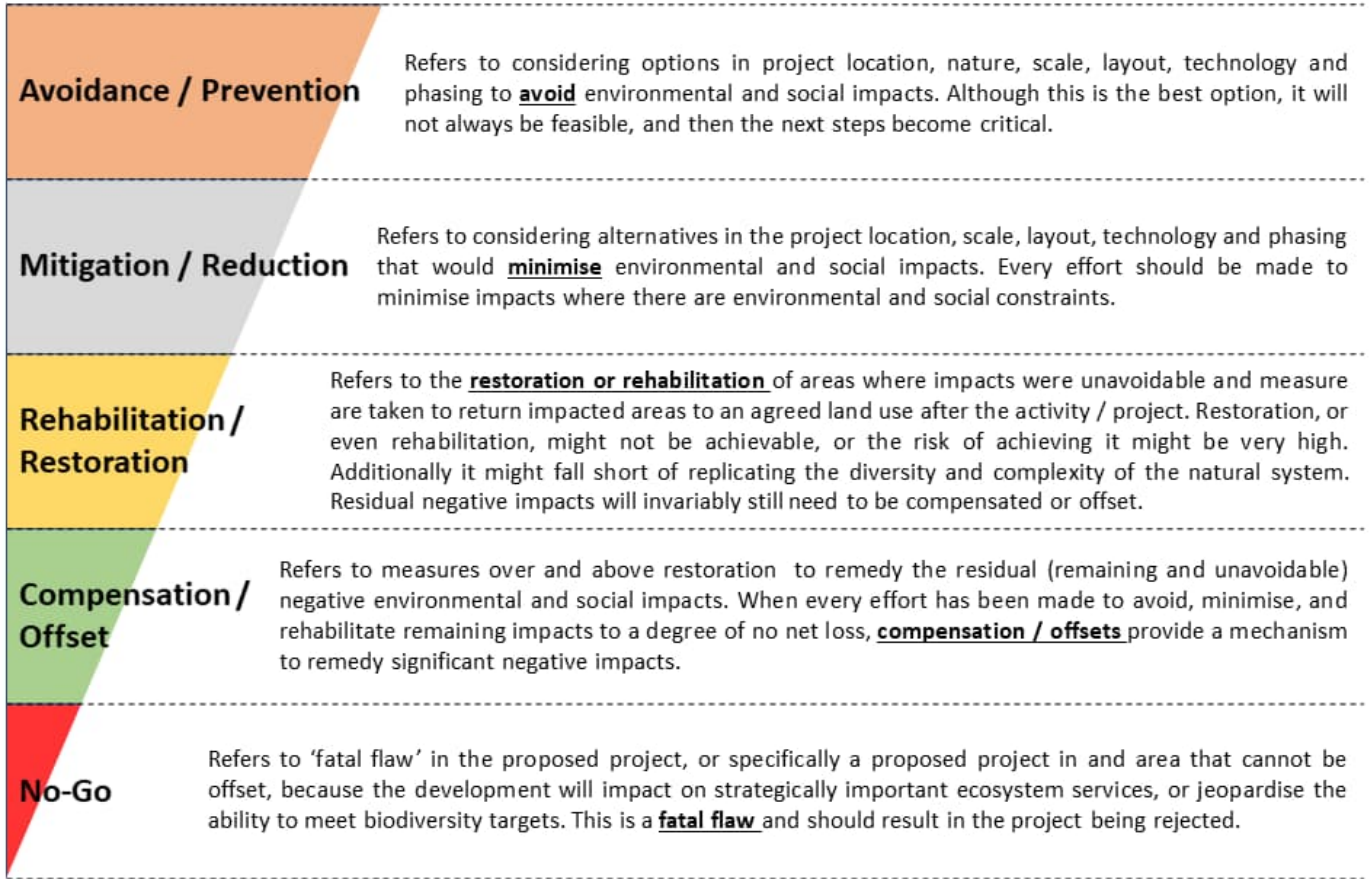 Avoidance / Prevention
Refers to considering options in project location, nature, scale, layout, technology and
phasing to avoid environmental and social impacts. Although this is the best option, it will
not always be feasible, and then the next steps become critical.
Mitigation / Reduction
Refers to considering alternatives in the project location, scale, layout, technology and phasing
that would minimise environmental and social impacts. Every effort should be made to
minimise impacts where there are environmental and social constraints.
Rehabilitation /
Restoration
Refers to the restoration or rehabilitation of areas where impacts were unavoidable and measure
are taken to return impacted areas to an agreed land use after the activity / project. Restoration, or
even rehabilitation, might not be achievable, or the risk of achieving it might be very high.
Additionally it might fall short of replicating the diversity and complexity of the natural system.
Residual negative impacts will invariably still need to be compensated or offset.
Compensation /
Offset
Refers to measures over and above restoration to remedy the residual (remaining and unavoidable)
negative environmental and social impacts. When every effort has been made to avoid, minimise, and
rehabilitate remaining impacts to a degree of no net loss, compensation / offsets provide a mechanism
to remedy significant negative impacts.
No-Go
Refers to ‘fatal flaw’ in the proposed project, or specifically a proposed project in and area that cannot be
offset, because the development will impact on strategically important ecosystem services, or jeopardise the
ability to meet biodiversity targets. This is a fatal flaw and should result in the project being rejected.